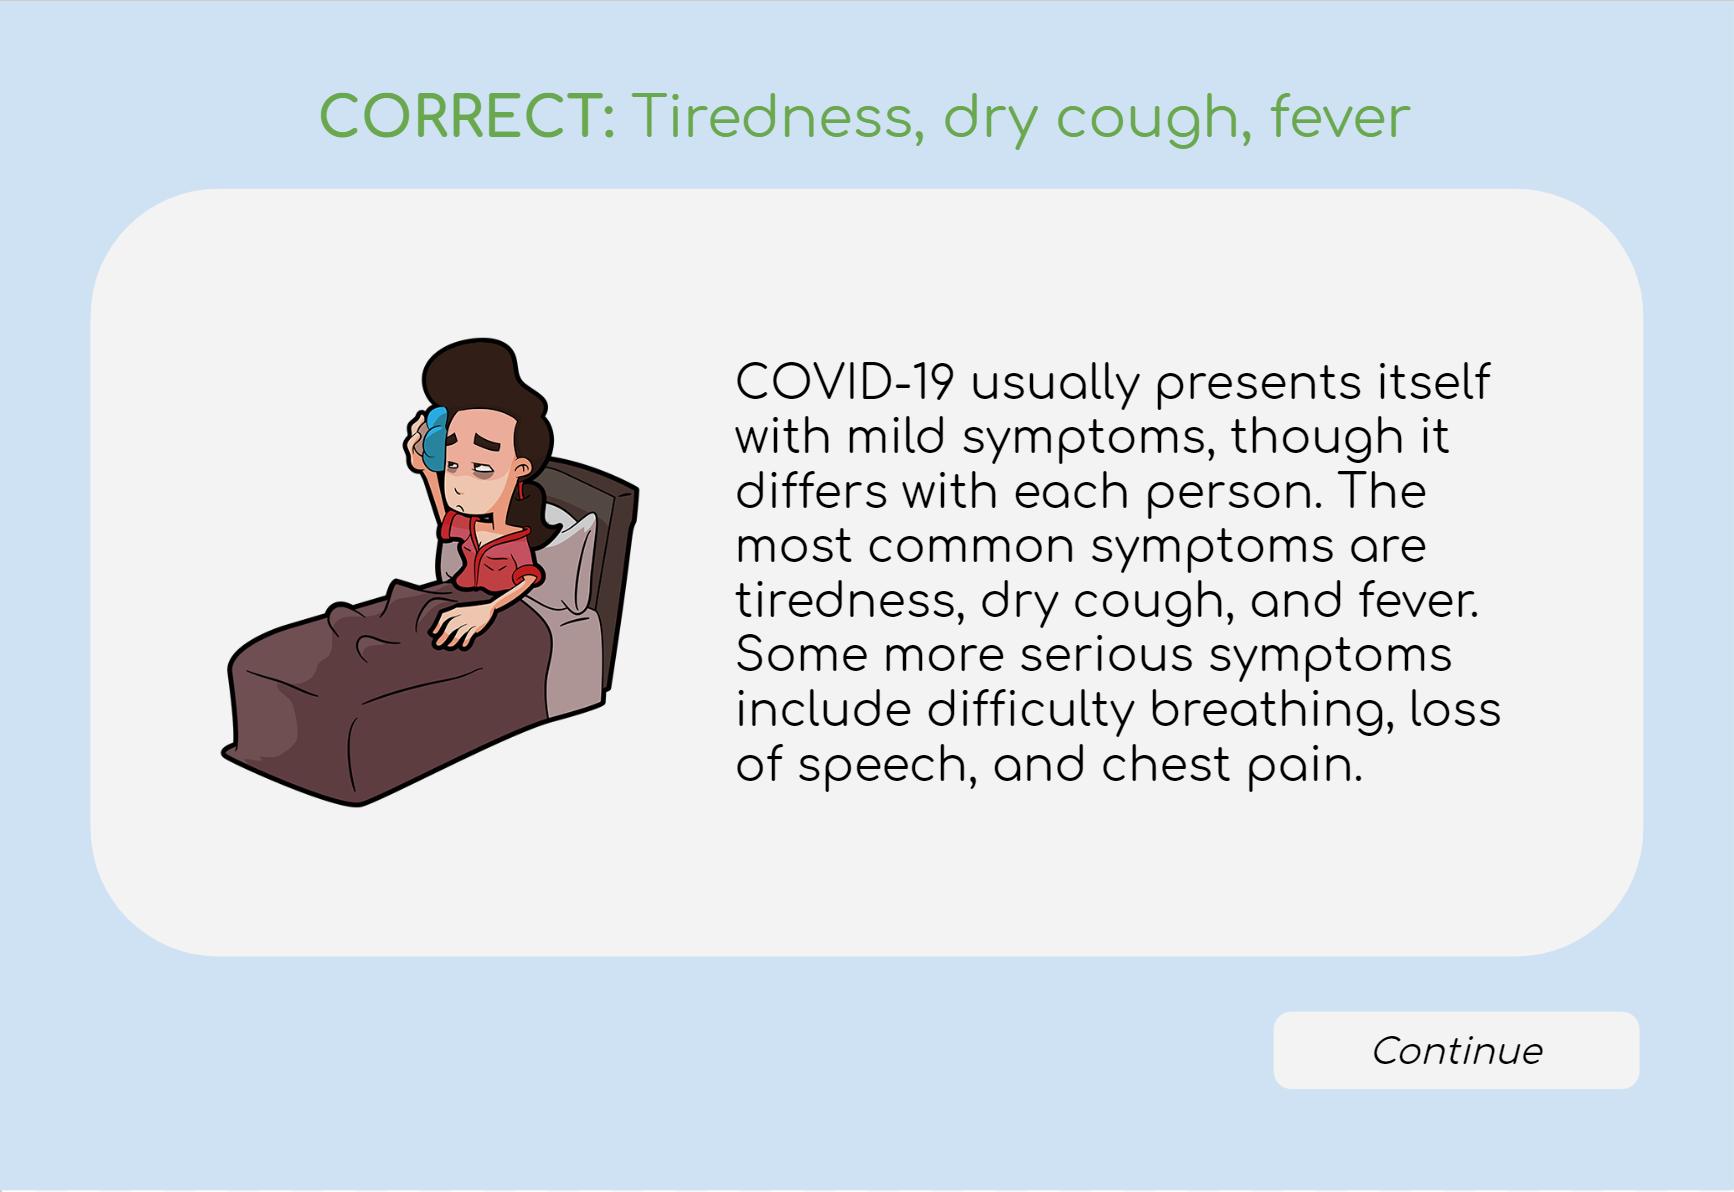 CORRECT: Tiredness, dry cough, fever
COVID-19 usually presents itself
with mild symptoms, though it
differs with each person. The
most common symptoms are
tiredness, dry cough, and fever.
Some more serious symptoms
include difficulty breathing, loss
of speech, and chest pain.
Continue